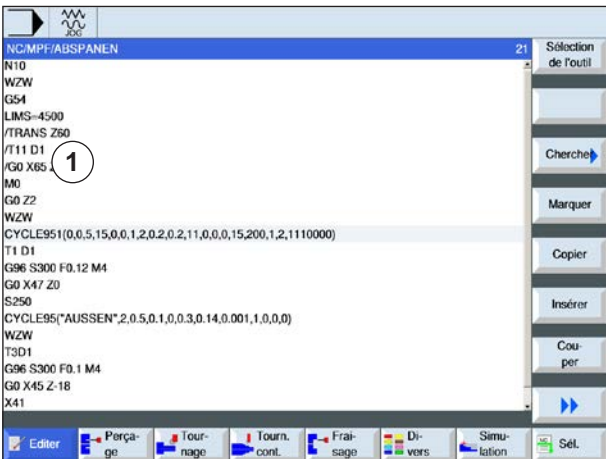 JOG
NC/MPF/ABSPANEN 21
N10
WZW
G54
LIMS=4500
/TRANS Z60
/T11 D1
/G0 X65
1
M0
G0 Z2
WZW
CYCLE951(0,0,5,15,0,0,1,2,0.2,0.2,11,0,0,0,15,200,1,2,1110000)
T1 D1
G96 S300 F0.12 M4
G0 X47 Z0
S250
CYCLE95("AUSSEN",2,0.5,0.1,0,0.3,0.14,0.001,1,0,0,0)
WZW
T3D1
G96 S300 F0.1 M4
G0 X45 Z-18
X41
Sélection
de l'outil
Chercher
Marquer
Copier
Insérer
Cou-
per
Editer
Perça-
ge
Tour-
nage
Tourn.
cont.
Frai-
sage
Di-
vers
Simu-
lation
NC
Sél.